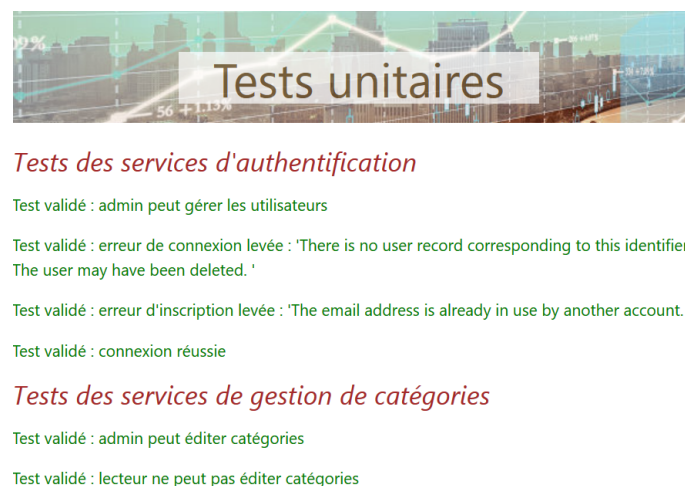 Tests unitaires
56 +1.13%
Tests des services d'authentification
Test validé : admin peut gérer les utilisateurs
Test validé : erreur de connexion levée : 'There is no user record corresponding to this identifier
The user may have been deleted. '
Test validé : erreur d'inscription levée : 'The email address is already in use by another account.
Test validé : connexion réussie
Tests des services de gestion de catégories
Test validé : admin peut éditer catégories
Test validé : lecteur ne peut pas éditer catégories